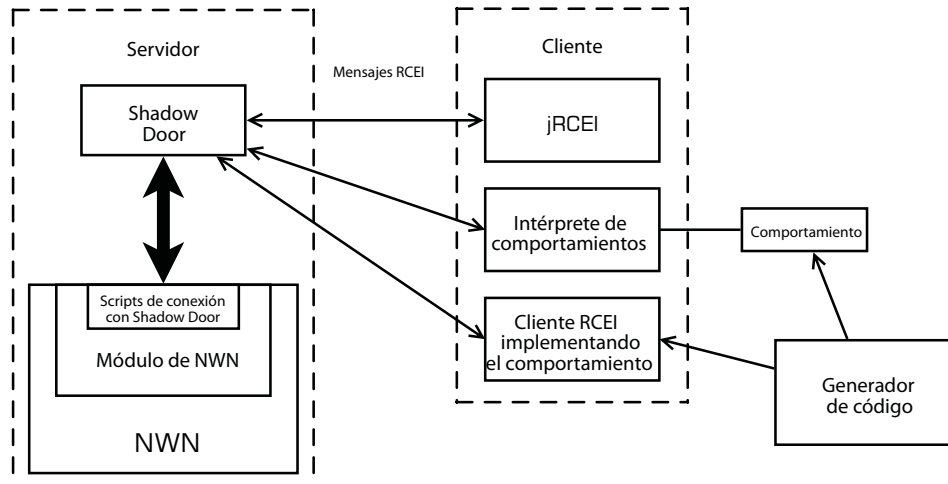 Servidor
Shadow
Door
Scripts de conexión
con Shadow Door
Módulo de NWN
NWN
Mensajes RCEI
Cliente
jRCEI
Intérprete de
comportamientos
Cliente RCEI
implementando
el comportamiento
Comportamiento
Generador
de código